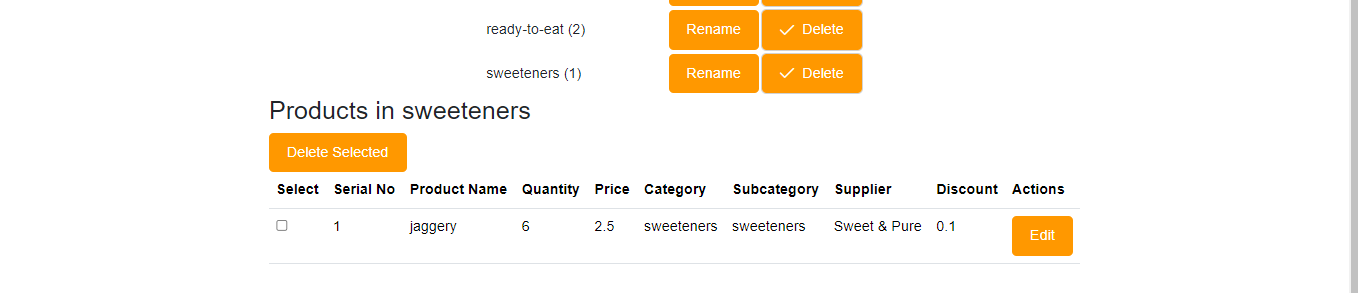 ready-to-eat (2) Rename Delete
sweeteners (1) Rename Delete
Products in sweeteners
Delete Selected
Select Serial No Product Name Quantity Price Category Subcategory Supplier Discount Actions
1 jaggery 6 2.5 sweeteners sweeteners Sweet & Pure 0.1 Edit